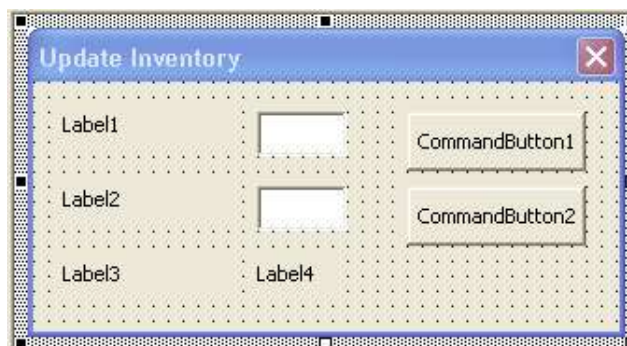 Update Inventory
Label1
CommandButton1
Label2
CommandButton2
Label3 Label4